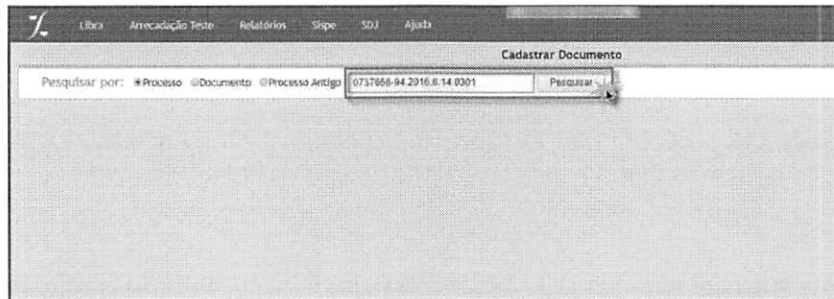 Libra Arrecadação Teste Relatórios Sispe SDJ Ajuda
Cadastrar Documento
Pesquisar por: Processo Documento Processo Antigo 0737656-94.2016.8.14.0301 Pesquisar